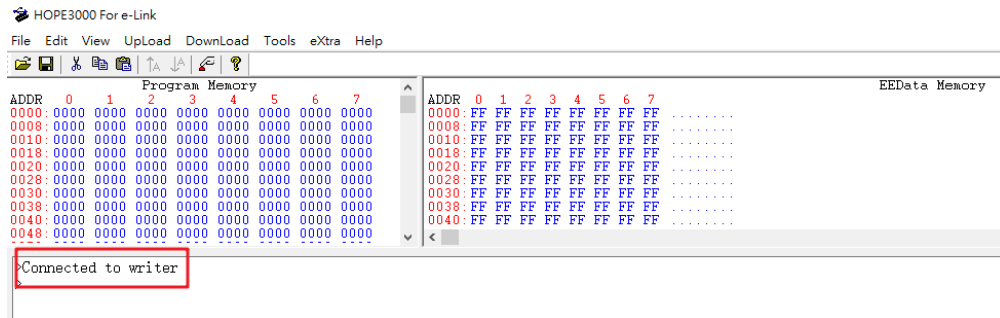 HOPE3000 For e-Link
File Edit View UpLoad DownLoad Tools eXtra Help
Program Memory
ADDR 0 1 2 3 4 5 6 7
0000:0000 0000 0000 0000 0000 0000 0000 0000
0008:0000 0000 0000 0000 0000 0000 0000 0000
0010:0000 0000 0000 0000 0000 0000 0000 0000
0018:0000 0000 0000 0000 0000 0000 0000 0000
0020:0000 0000 0000 0000 0000 0000 0000 0000
0028:0000 0000 0000 0000 0000 0000 0000 0000
0030:0000 0000 0000 0000 0000 0000 0000 0000
0038:0000 0000 0000 0000 0000 0000 0000 0000
0040:0000 0000 0000 0000 0000 0000 0000 0000
0048:0000 0000 0000 0000 0000 0000 0000 0000
EEData Memory
ADDR 0 1 2 3 4 5 6 7
0000:FF FF FF FF FF FF FF FF ........
0008:FF FF FF FF FF FF FF FF ........
0010:FF FF FF FF FF FF FF FF ........
0018:FF FF FF FF FF FF FF FF ........
0020:FF FF FF FF FF FF FF FF ........
0028:FF FF FF FF FF FF FF FF ........
0030:FF FF FF FF FF FF FF FF ........
0038:FF FF FF FF FF FF FF FF ........
0040:FF FF FF FF FF FF FF FF ........
>Connected to writer
>